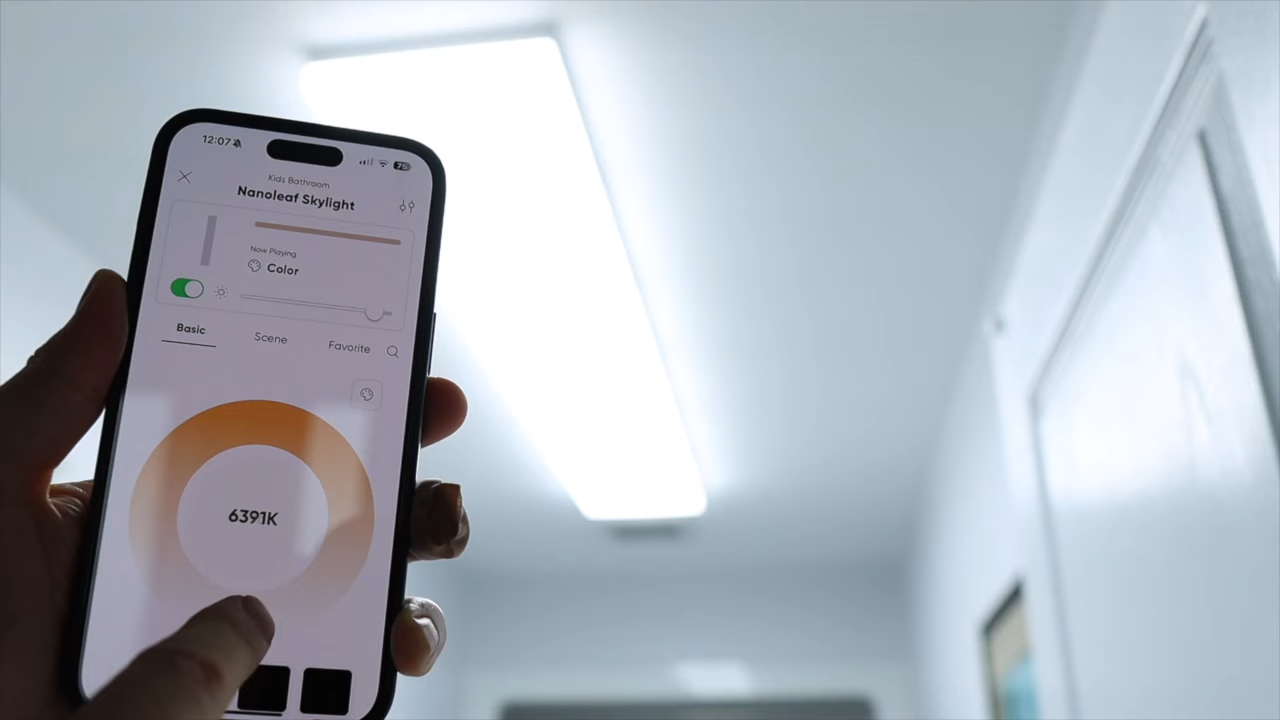 12:07
Kids Bathroom
Nanoleaf Skylight
Now Playing
Color
Basic Scene Favorite
6391K